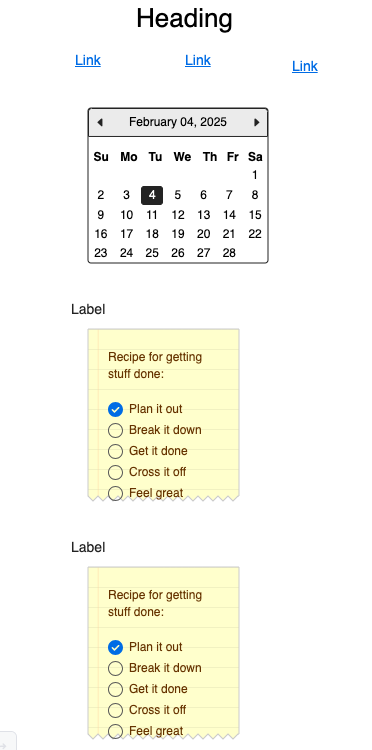 Heading
Link Link Link
February 04, 2025
Su Mo Tu We Th Fr Sa
1
2 3 4 5 6 7 8
9 10 11 12 13 14 15
16 17 18 19 20 21 22
23 24 25 26 27 28
Label
Recipe for getting
stuff done:
Plan it out
Break it down
Get it done
Cross it off
Feel great
Label
Recipe for getting
stuff done:
Plan it out
Break it down
Get it done
Cross it off
Feel great